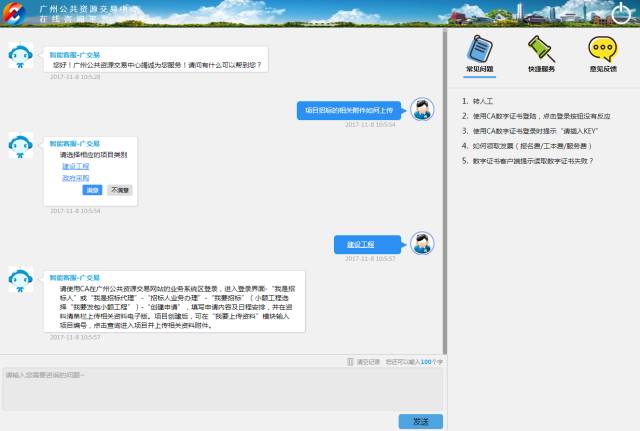 广州公共资源交易中心
在线咨询平台
智能客服-广交易
您好！广州公共资源交易中心竭诚为您服务！请问有什么可以帮到您？
2017-11-8 10:5:28
项目招标的相关附件如何上传
2017-11-8 10:5:54
智能客服-广交易
请选择相应的项目类别
建设工程
政府采购
满意
不满意
2017-11-8 10:5:54
建设工程
2017-11-8 10:5:57
智能客服-广交易
请使用CA在广州公共资源交易网站的业务系统区登录，进入登录界面-“我是招
标人”或“我是招标代理”-“招标人业务办理”-“我要招标”（小额工程选
择“我要发包小额工程”）-“创建申请”，填写申请内容及日程安排，并在资
料清单栏上传相关资料电子版。项目创建后，可在“我要上传资料”模块输入
项目编号，点击查询进入项目并上传相关资料附件。
2017-11-8 10:5:57
清空记录 您还可以输入100个字
请输入您需要咨询的问题~
发送
常见问题
快捷服务
意见反馈
1. 转人工
2. 使用CA数字证书登陆，点击登录按钮没有反应
3. 使用CA数字证书登录时提示“请插入KEY”
4. 如何领取发票（报名费/工本费/服务费）
5. 数字证书客户端提示读取数字证书失败？